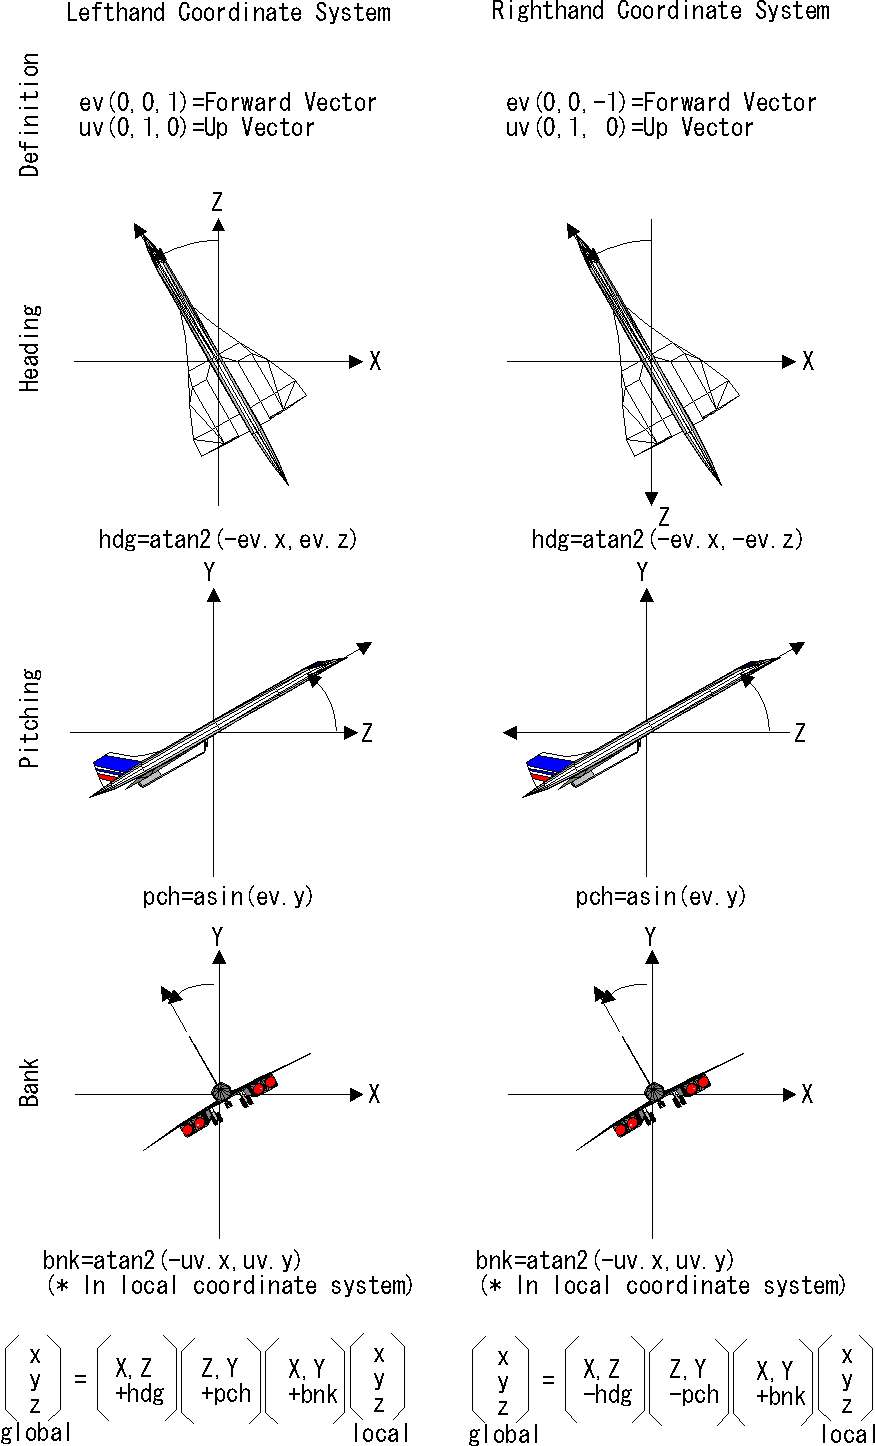 Lefthand Coordinate System
Righthand Coordinate System
Definition
ev(0,0,1)=Forward Vector
uv(0,1,0)=Up Vector
ev(0,0,-1)=Forward Vector
uv(0,1, 0)=Up Vector
Heading
Z
X
X
Z
hdg=atan2(-ev.x,ev.z)
hdg=atan2(-ev.x,-ev.z)
Pitching
Y
Z
Y
Z
pch=asin(ev.y)
pch=asin(ev.y)
Bank
Y
X
Y
X
bnk=atan2(-uv.x,uv.y)
(* In local coordinate system)
bnk=atan2(-uv.x,uv.y)
(* In local coordinate system)
x
y
z
global
=
X,Z
+hdg
Z,Y
+pch
X,Y
+bnk
x
y
z
local
x
y
z
global
=
X,Z
-hdg
Z,Y
-pch
X,Y
+bnk
x
y
z
local